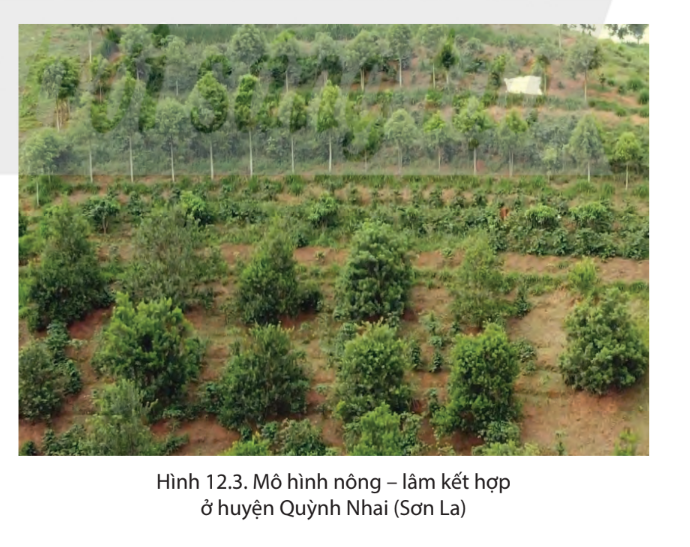 Hình 12.3. Mô hình nông – lâm kết hợp
ở huyện Quỳnh Nhai (Sơn La)